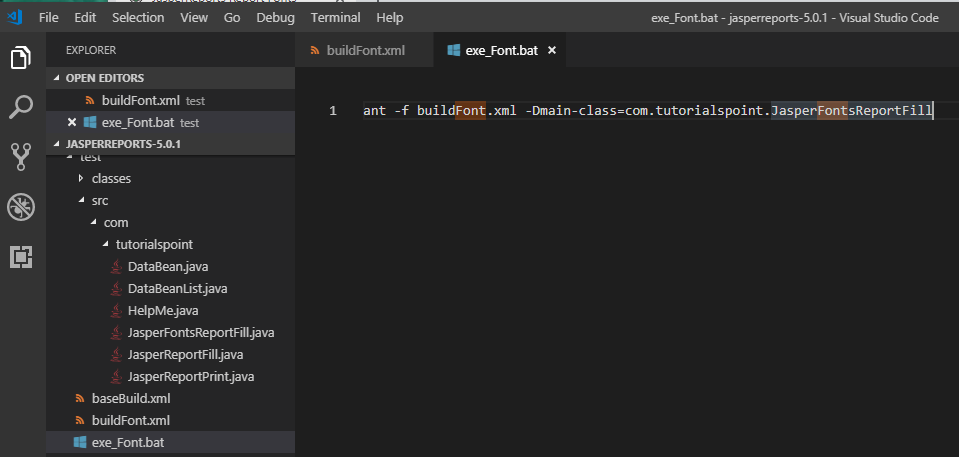 File Edit Selection View Go Debug Terminal Help exe_Font.bat - jasperreports-5.0.1 - Visual Studio Code
EXPLORER
buildFont.xml exe_Font.bat ×
OPEN EDITORS
buildFont.xml test
× exe_Font.bat test
JASPERREPORTS-5.0.1
test
classes
src
com
tutorialspoint
DataBean.java
DataBeanList.java
HelpMe.java
JasperFontsReportFill.java
JasperReportFill.java
JasperReportPrint.java
baseBuild.xml
buildFont.xml
exe_Font.bat
1 ant -f buildFont.xml -Dmain-class=com.tutorialspoint.JasperFontsReportFill